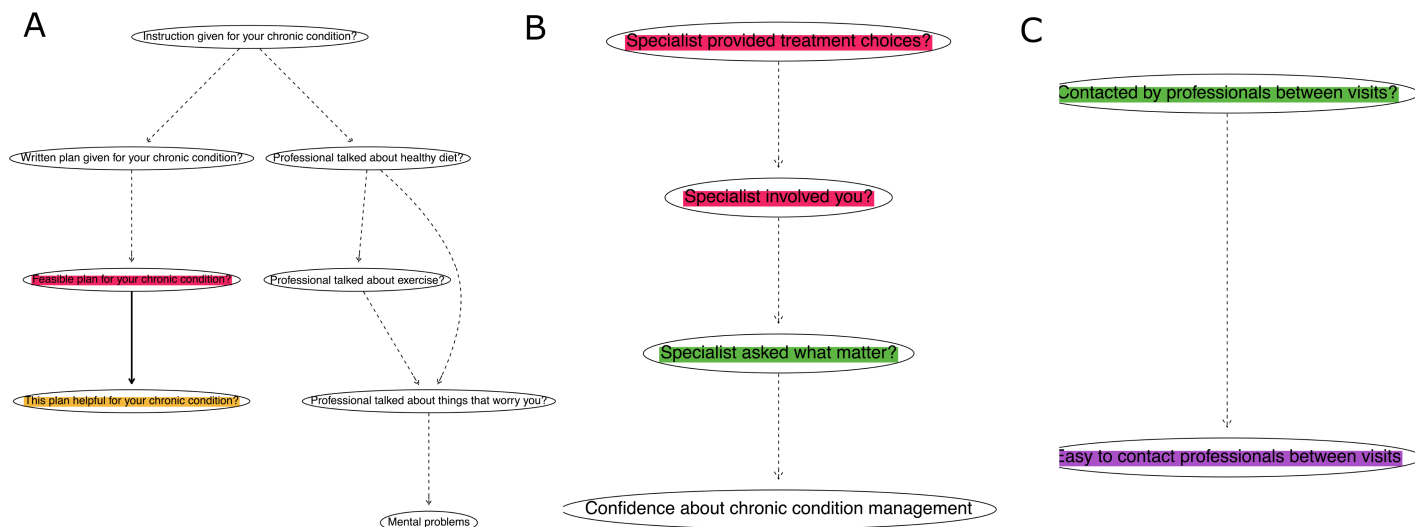 A
Instruction given for your chronic condition?
Written plan given for your chronic condition?
Professional talked about healthy diet?
Feasible plan for your chronic condition?
Professional talked about exercise?
This plan helpful for your chronic condition?
Professional talked about things that worry you?
Mental problems
B
Specialist provided treatment choices?
Specialist involved you?
Specialist asked what matter?
Confidence about chronic condition management
C
Contacted by professionals between visits?
Easy to contact professionals between visits